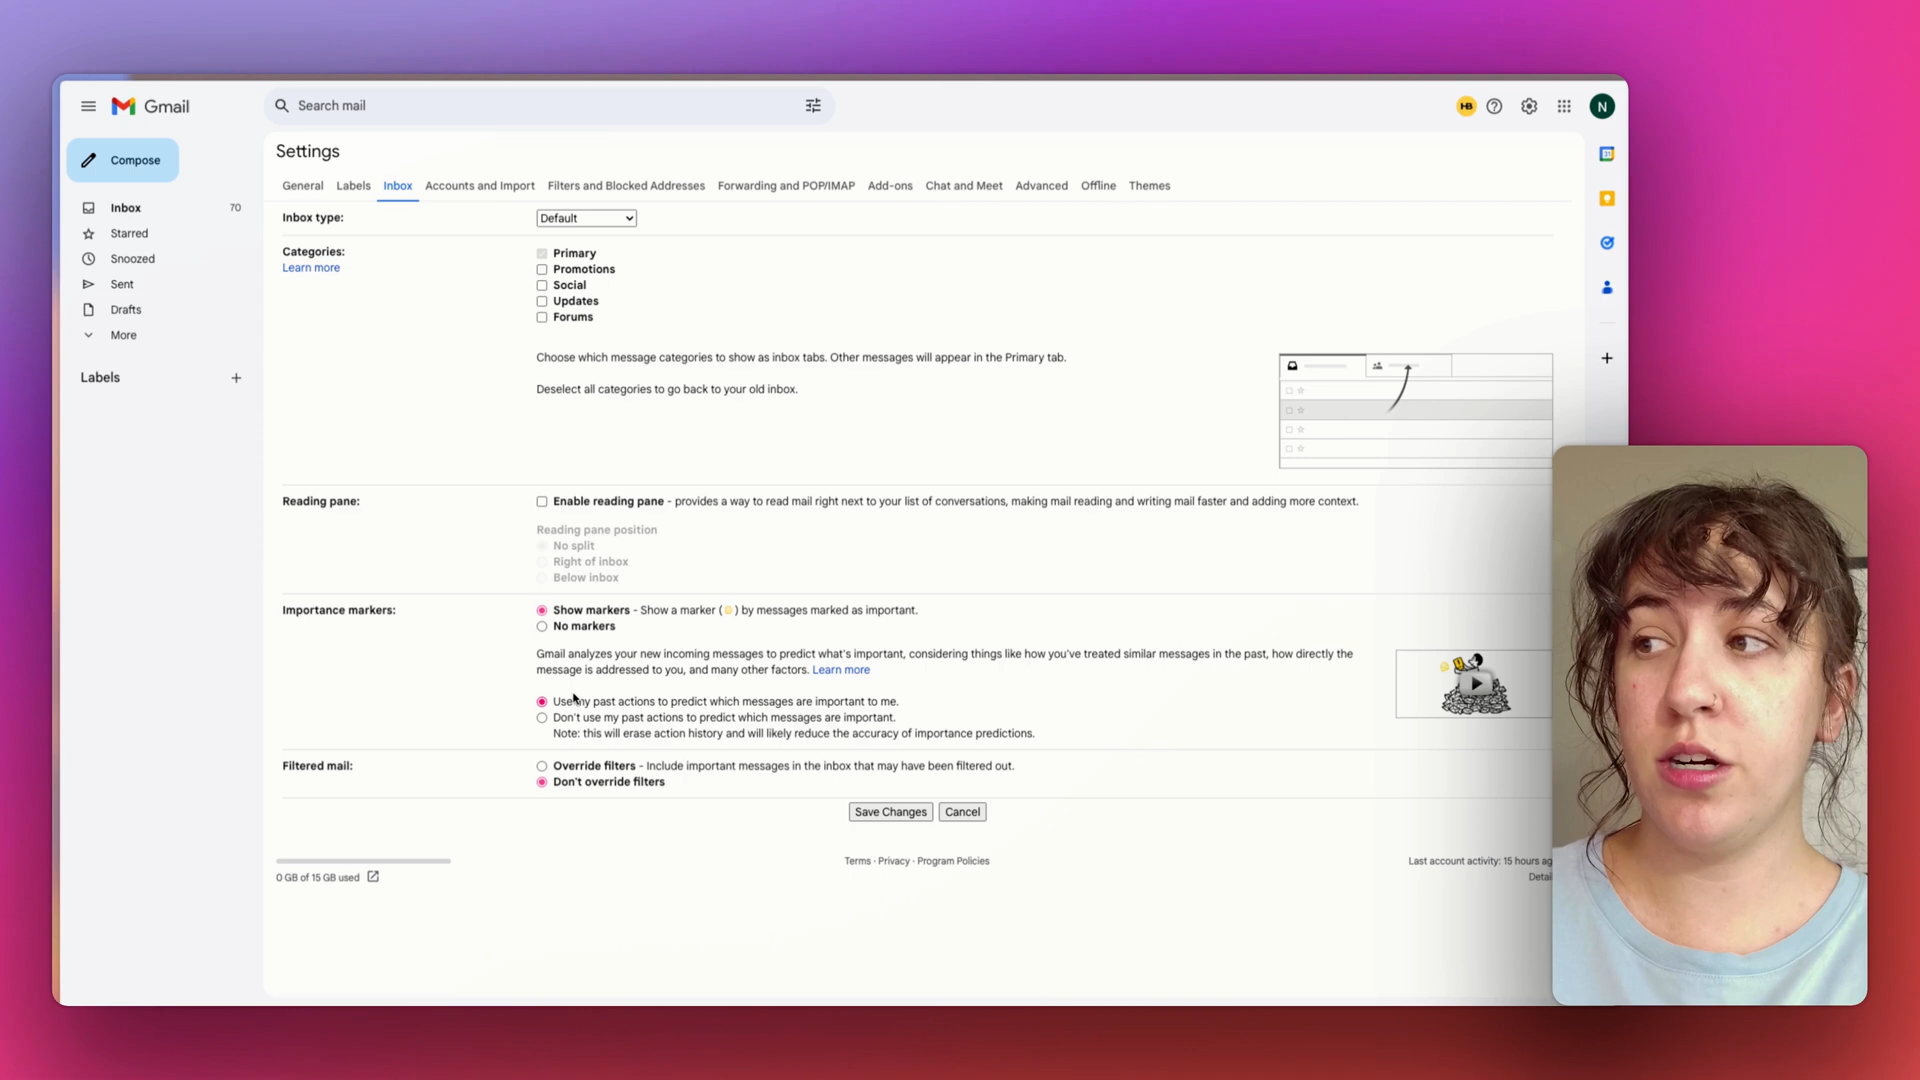 Gmail
Search mail
HB
N
Compose
Inbox 70
Starred
Snoozed
Sent
Drafts
More
Labels
Settings
General Labels Inbox Accounts and Import Filters and Blocked Addresses Forwarding and POP/IMAP Add-ons Chat and Meet Advanced Offline Themes
Inbox type: Default
Categories:
Learn more
Primary
Promotions
Social
Updates
Forums
Choose which message categories to show as inbox tabs. Other messages will appear in the Primary tab.
Deselect all categories to go back to your old inbox.
Reading pane: Enable reading pane - provides a way to read mail right next to your list of conversations, making mail reading and writing mail faster and adding more context.
Reading pane position
No split
Right of inbox
Below inbox
Importance markers: Show markers - Show a marker ( ) by messages marked as important.
No markers
Gmail analyzes your new incoming messages to predict what's important, considering things like how you've treated similar messages in the past, how directly the
message is addressed to you, and many other factors. Learn more
Use my past actions to predict which messages are important to me.
Don't use my past actions to predict which messages are important.
Note: this will erase action history and will likely reduce the accuracy of importance predictions.
Filtered mail: Override filters - Include important messages in the inbox that may have been filtered out.
Don't override filters
Save Changes Cancel
0 GB of 15 GB used
Terms · Privacy · Program Policies
Last account activity: 15 hours ag
Detai
31